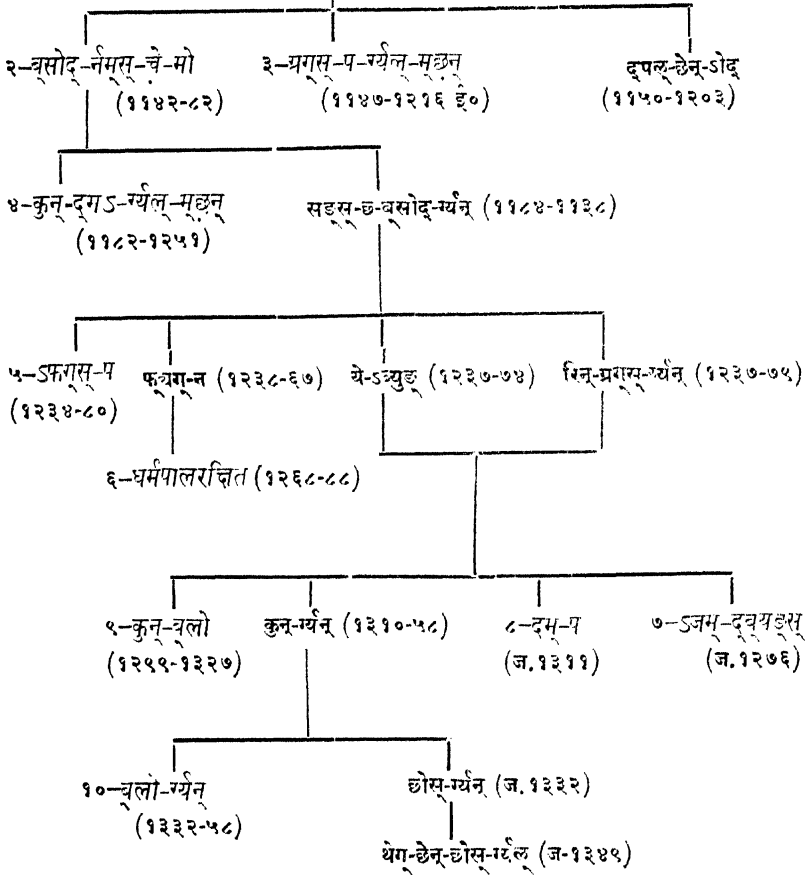 २–ब्सोद्-र्नम्स्-चे-मो ३–ग्रग्स्-प-र्ग्यल्-म्छन् द्पल्-छेन्-ऽोद्
(११४२-८२) (११४७-१२१६ ई०) (११५०-१२०३)
४–कुन्-द्गऽ-र्ग्यल्-म्छन् सङ्स्-छ-ब्सोद्-र्ग्यन् (११८४-११३८)
(११८२-१२५१)
५–ऽफग्स्-प फ्यग्-न (१२३८-६७) ये-ऽब्युङ् (१२३७-७४) रिन्-ग्रग्स्-र्ग्यन् (१२३७-७९)
(१२३४-८०)
६–धर्मपालरक्षित (१२६८-८८)
९–कुन्-ब्लो कुन्-र्ग्यन् (१३१०-५८) ८–दम्-प ७–ऽजम्-द्ब्यङ्स्
(१२९९-१३२७) (ज.१३११) (ज.१२७६)
१०–ब्लो-र्ग्यन् छोस्-र्ग्यन् (ज.१३३२)
(१३३२-५८)
थेग्-छेन्-छोस्-र्ग्यल् (ज-१३४९)